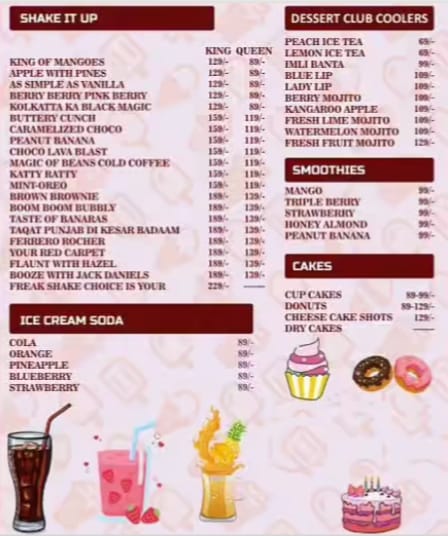 SHAKE IT UP
KING QUEEN
KING OF MANGOES 129/- 89/-
APPLE WITH PINES 129/- 89/-
AS SIMPLE AS VANILLA 129/- 89/-
BERRY BERRY PINK BERRY 129/- 89/-
KOLKATTA KA BLACK MAGIC 129/- 89/-
BUTTERY CUNCH 159/- 119/-
CARAMELIZED CHOCO 159/- 119/-
PEANUT BANANA 159/- 119/-
CHOCO LAVA BLAST 159/- 119/-
MAGIC OF BEANS COLD COFFEE 159/- 119/-
KATTY RATTY 159/- 119/-
MINT-OREO 159/- 119/-
BROWN BROWNIE 189/- 139/-
BOOM BOOM BUBBLY 189/- 139/-
TASTE OF BANARAS 189/- 139/-
TAQAT PUNJAB DI KESAR BADAAM 189/- 139/-
FERRERO ROCHER 189/- 139/-
YOUR RED CARPET 189/- 139/-
FLAUNT WITH HAZEL 189/- 139/-
BOOZE WITH JACK DANIELS 189/- 139/-
FREAK SHAKE CHOICE IS YOUR 229/- ——
ICE CREAM SODA
COLA 89/-
ORANGE 89/-
PINEAPPLE 89/-
BLUEBERRY 89/-
STRAWBERRY 89/-
DESSERT CLUB COOLERS
PEACH ICE TEA 69/-
LEMON ICE TEA 69/-
IMLI BANTA 99/-
BLUE LIP 109/-
LADY LIP 109/-
BERRY MOJITO 109/-
KANGAROO APPLE 109/-
FRESH LIME MOJITO 109/-
WATERMELON MOJITO 109/-
FRESH FRUIT MOJITO 129/-
SMOOTHIES
MANGO 99/-
TRIPLE BERRY 99/-
STRAWBERRY 99/-
HONEY ALMOND 99/-
PEANUT BANANA 99/-
CAKES
CUP CAKES 89-99/-
DONUTS 89-129/-
CHEESE CAKE SHOTS 129/-
DRY CAKES ——